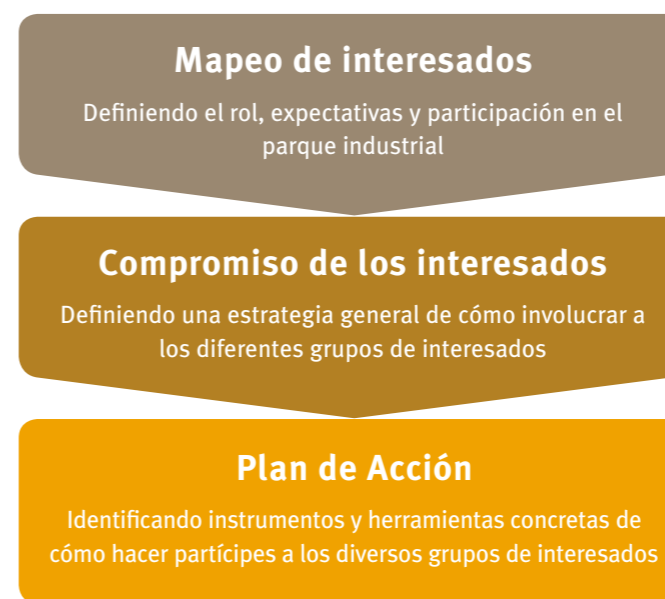 Mapeo de interesados
Definiendo el rol, expectativas y participación en el
parque industrial
Compromiso de los interesados
Definiendo una estrategia general de cómo involucrar a
los diferentes grupos de interesados
Plan de Acción
Identificando instrumentos y herramientas concretas de
cómo hacer partícipes a los diversos grupos de interesados